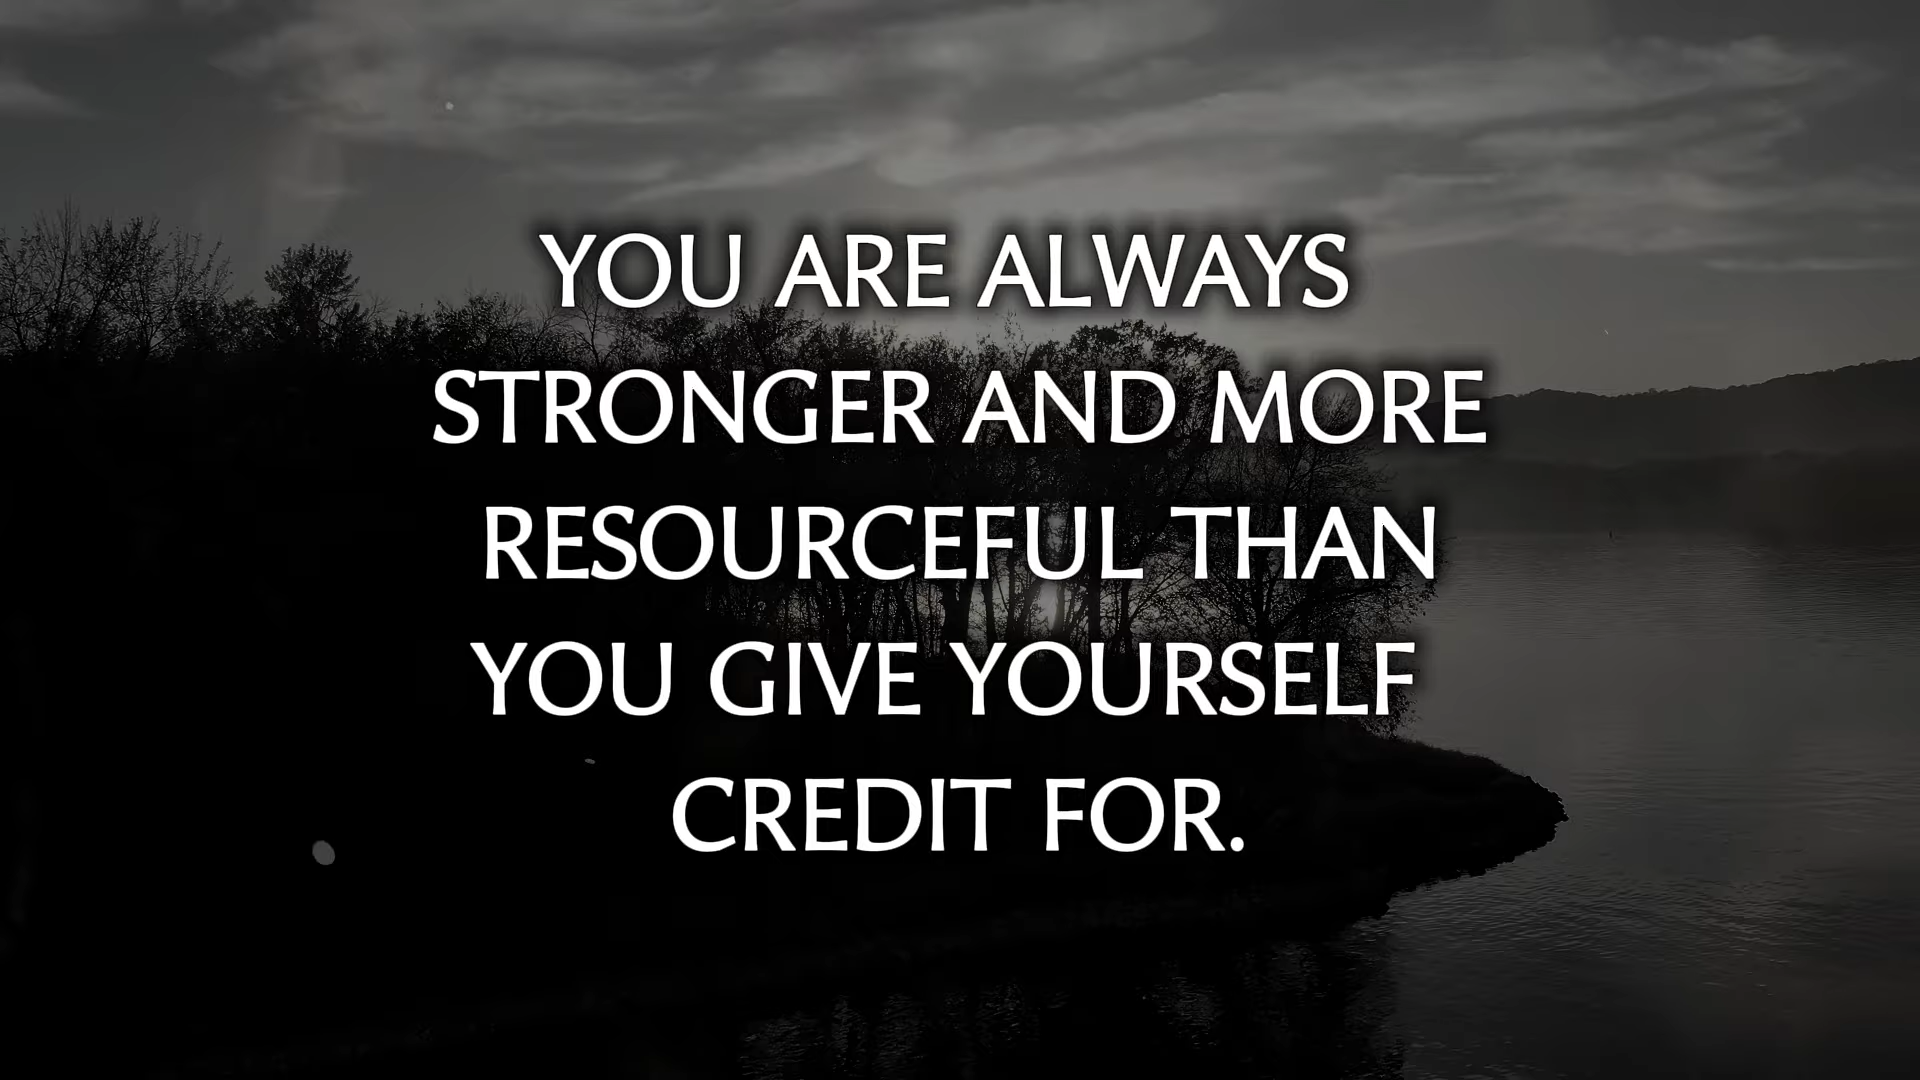 YOU ARE ALWAYS
STRONGER AND MORE
RESOURCEFUL THAN
YOU GIVE YOURSELF
CREDIT FOR.